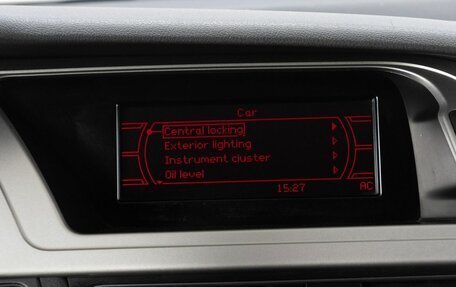 Car
Central locking
Exterior lighting
Instrument cluster
Oil level
15:27 AC